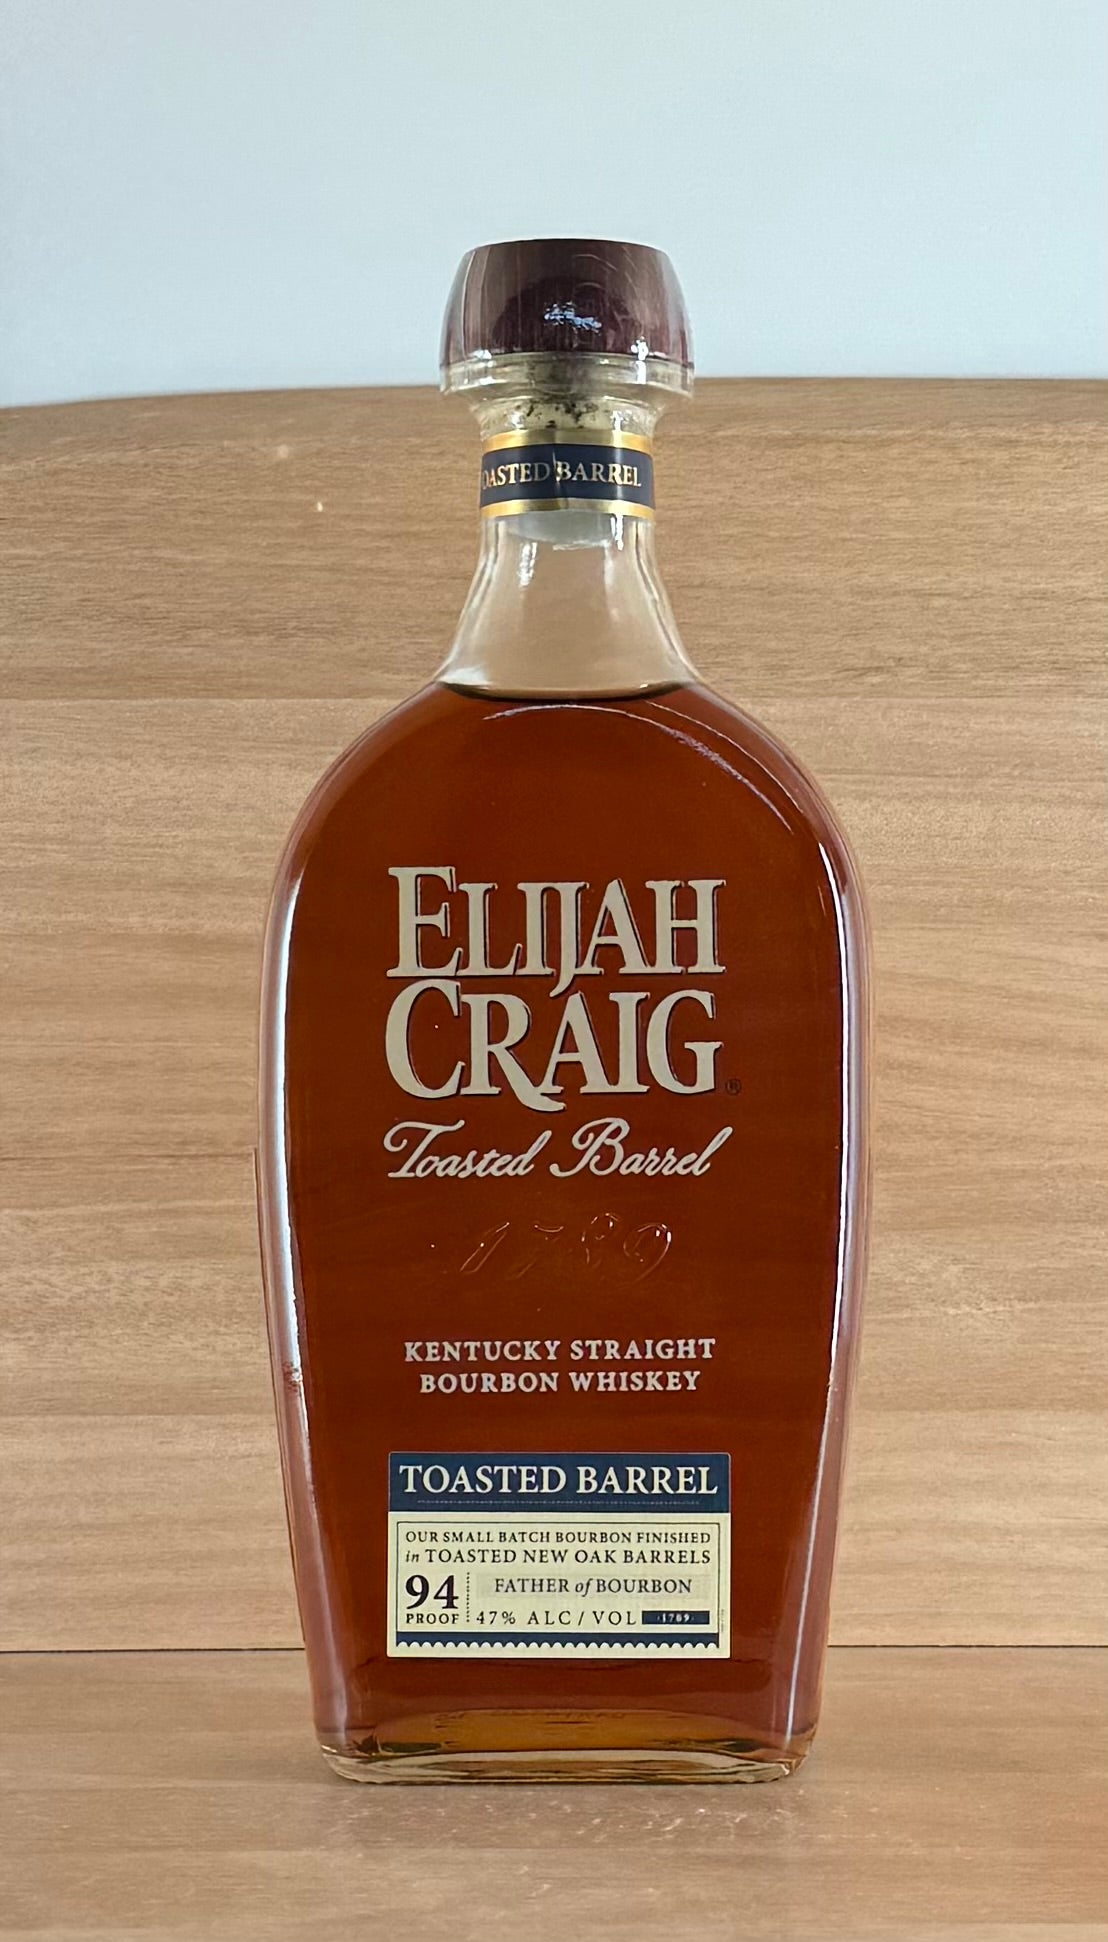 OASTED BARREL
ELIJAH
CRAIG®
Toasted Barrel
1789
KENTUCKY STRAIGHT
BOURBON WHISKEY
TOASTED BARREL
OUR SMALL BATCH BOURBON FINISHED
in TOASTED NEW OAK BARRELS
94
PROOF
FATHER of BOURBON
47% ALC/VOL ·1789·